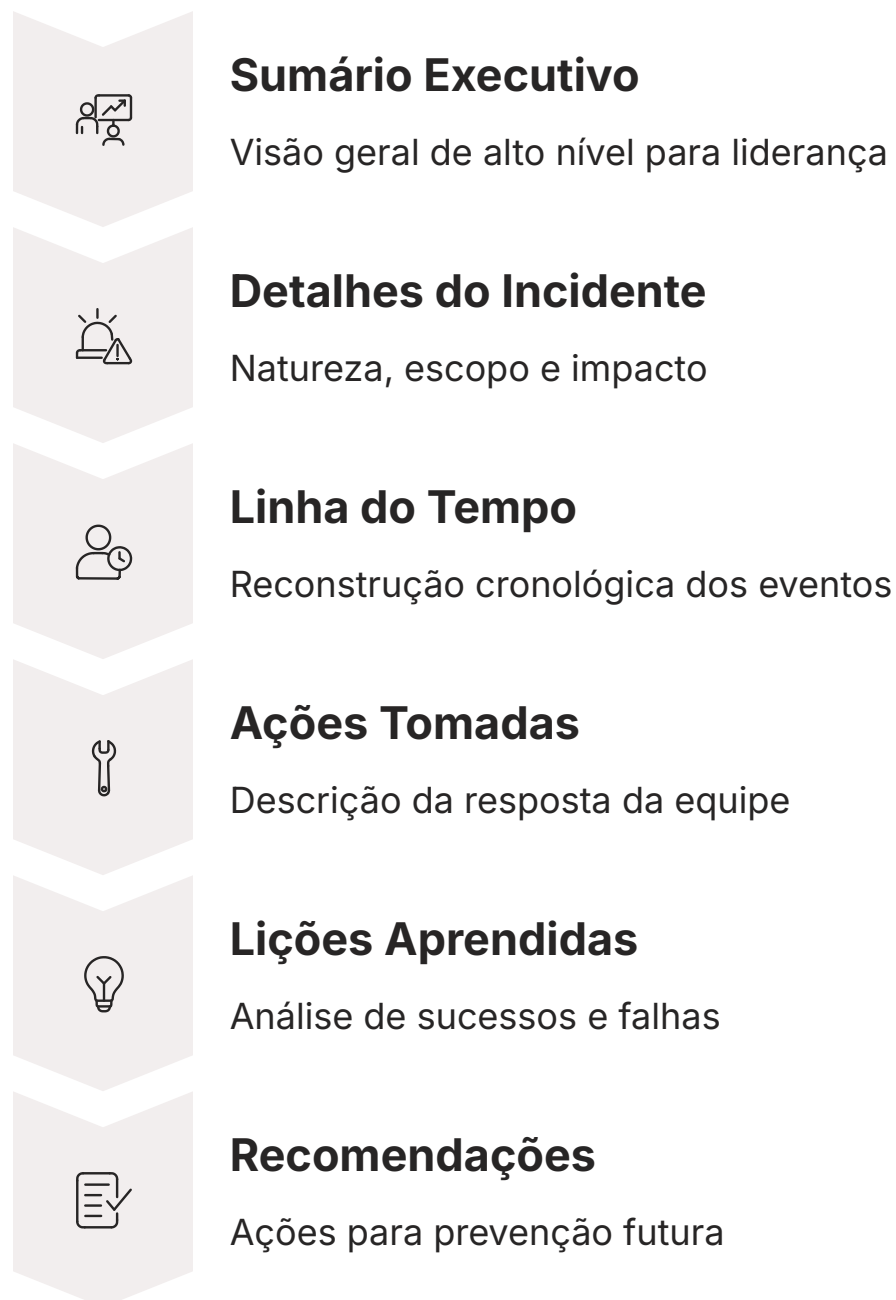 Sumário Executivo
Visão geral de alto nível para liderança
Detalhes do Incidente
Natureza, escopo e impacto
Linha do Tempo
Reconstrução cronológica dos eventos
Ações Tomadas
Descrição da resposta da equipe
Lições Aprendidas
Análise de sucessos e falhas
Recomendações
Ações para prevenção futura